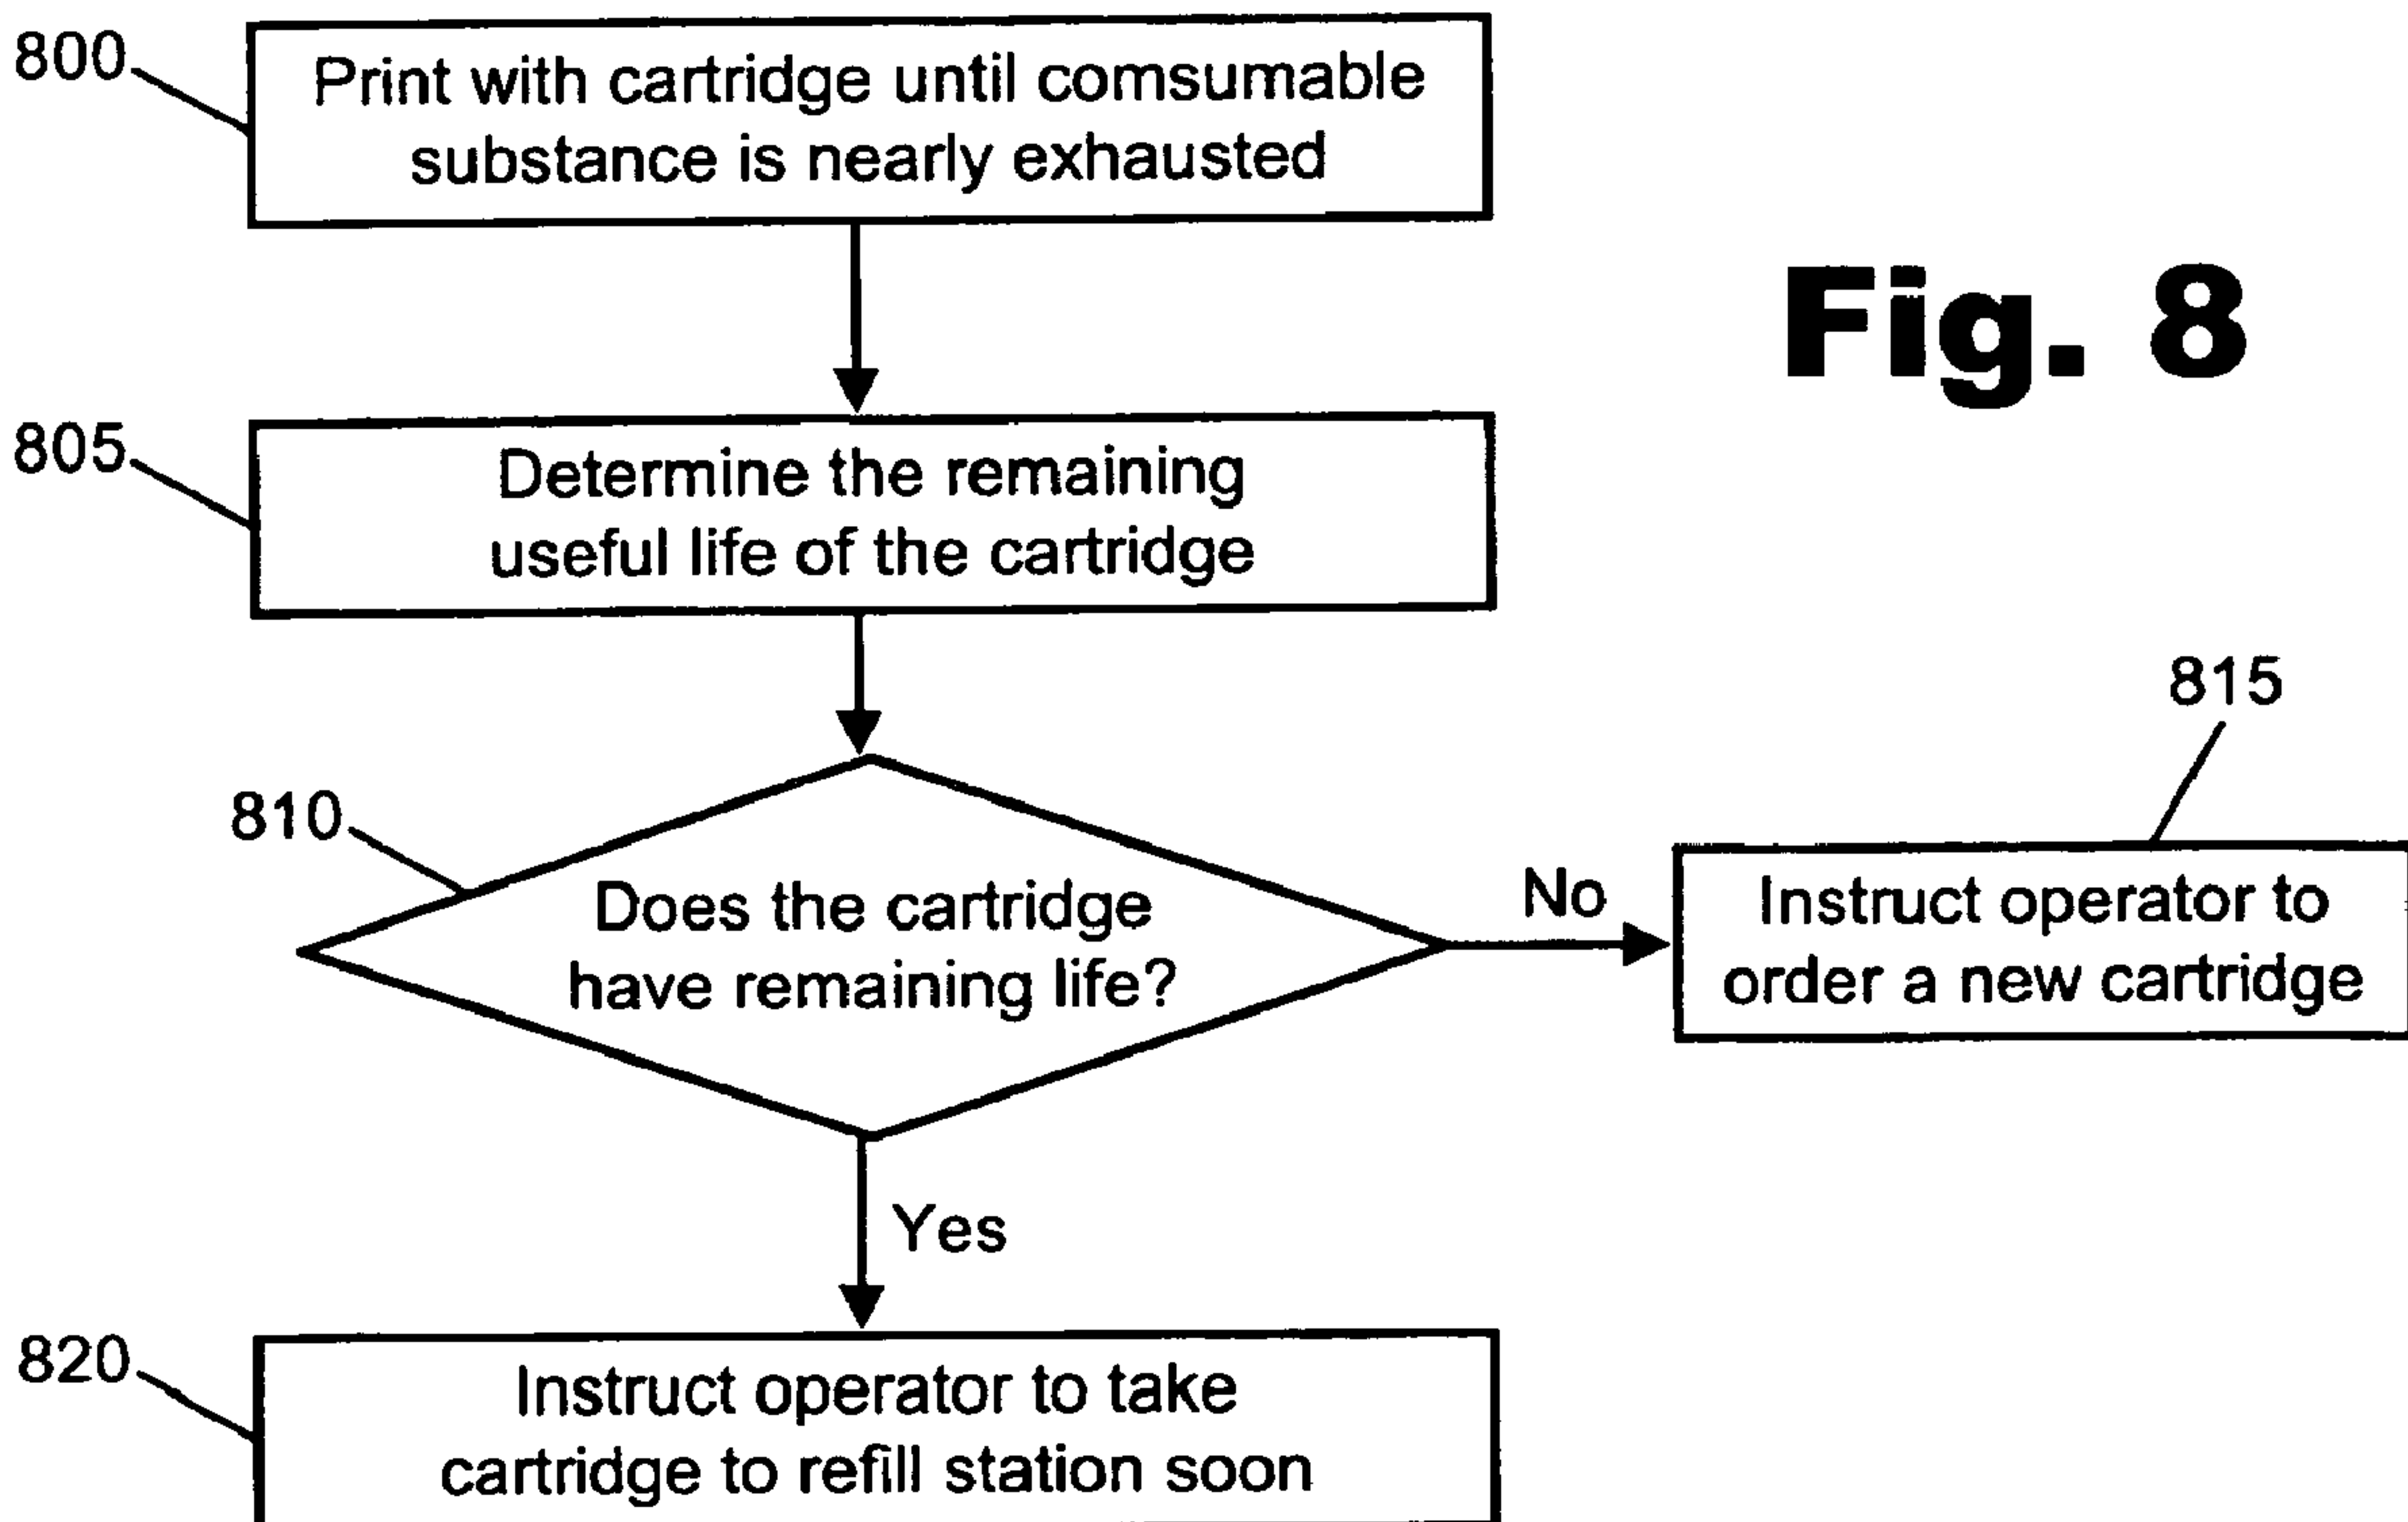 800
Print with cartridge until comsumable
substance is nearly exhausted
Fig. 8
805
Determine the remaining
useful life of the cartridge
815
810
Does the cartridge
have remaining life?
No
Instruct operator to
order a new cartridge
Yes
820
Instruct operator to take
cartridge to refill station soon